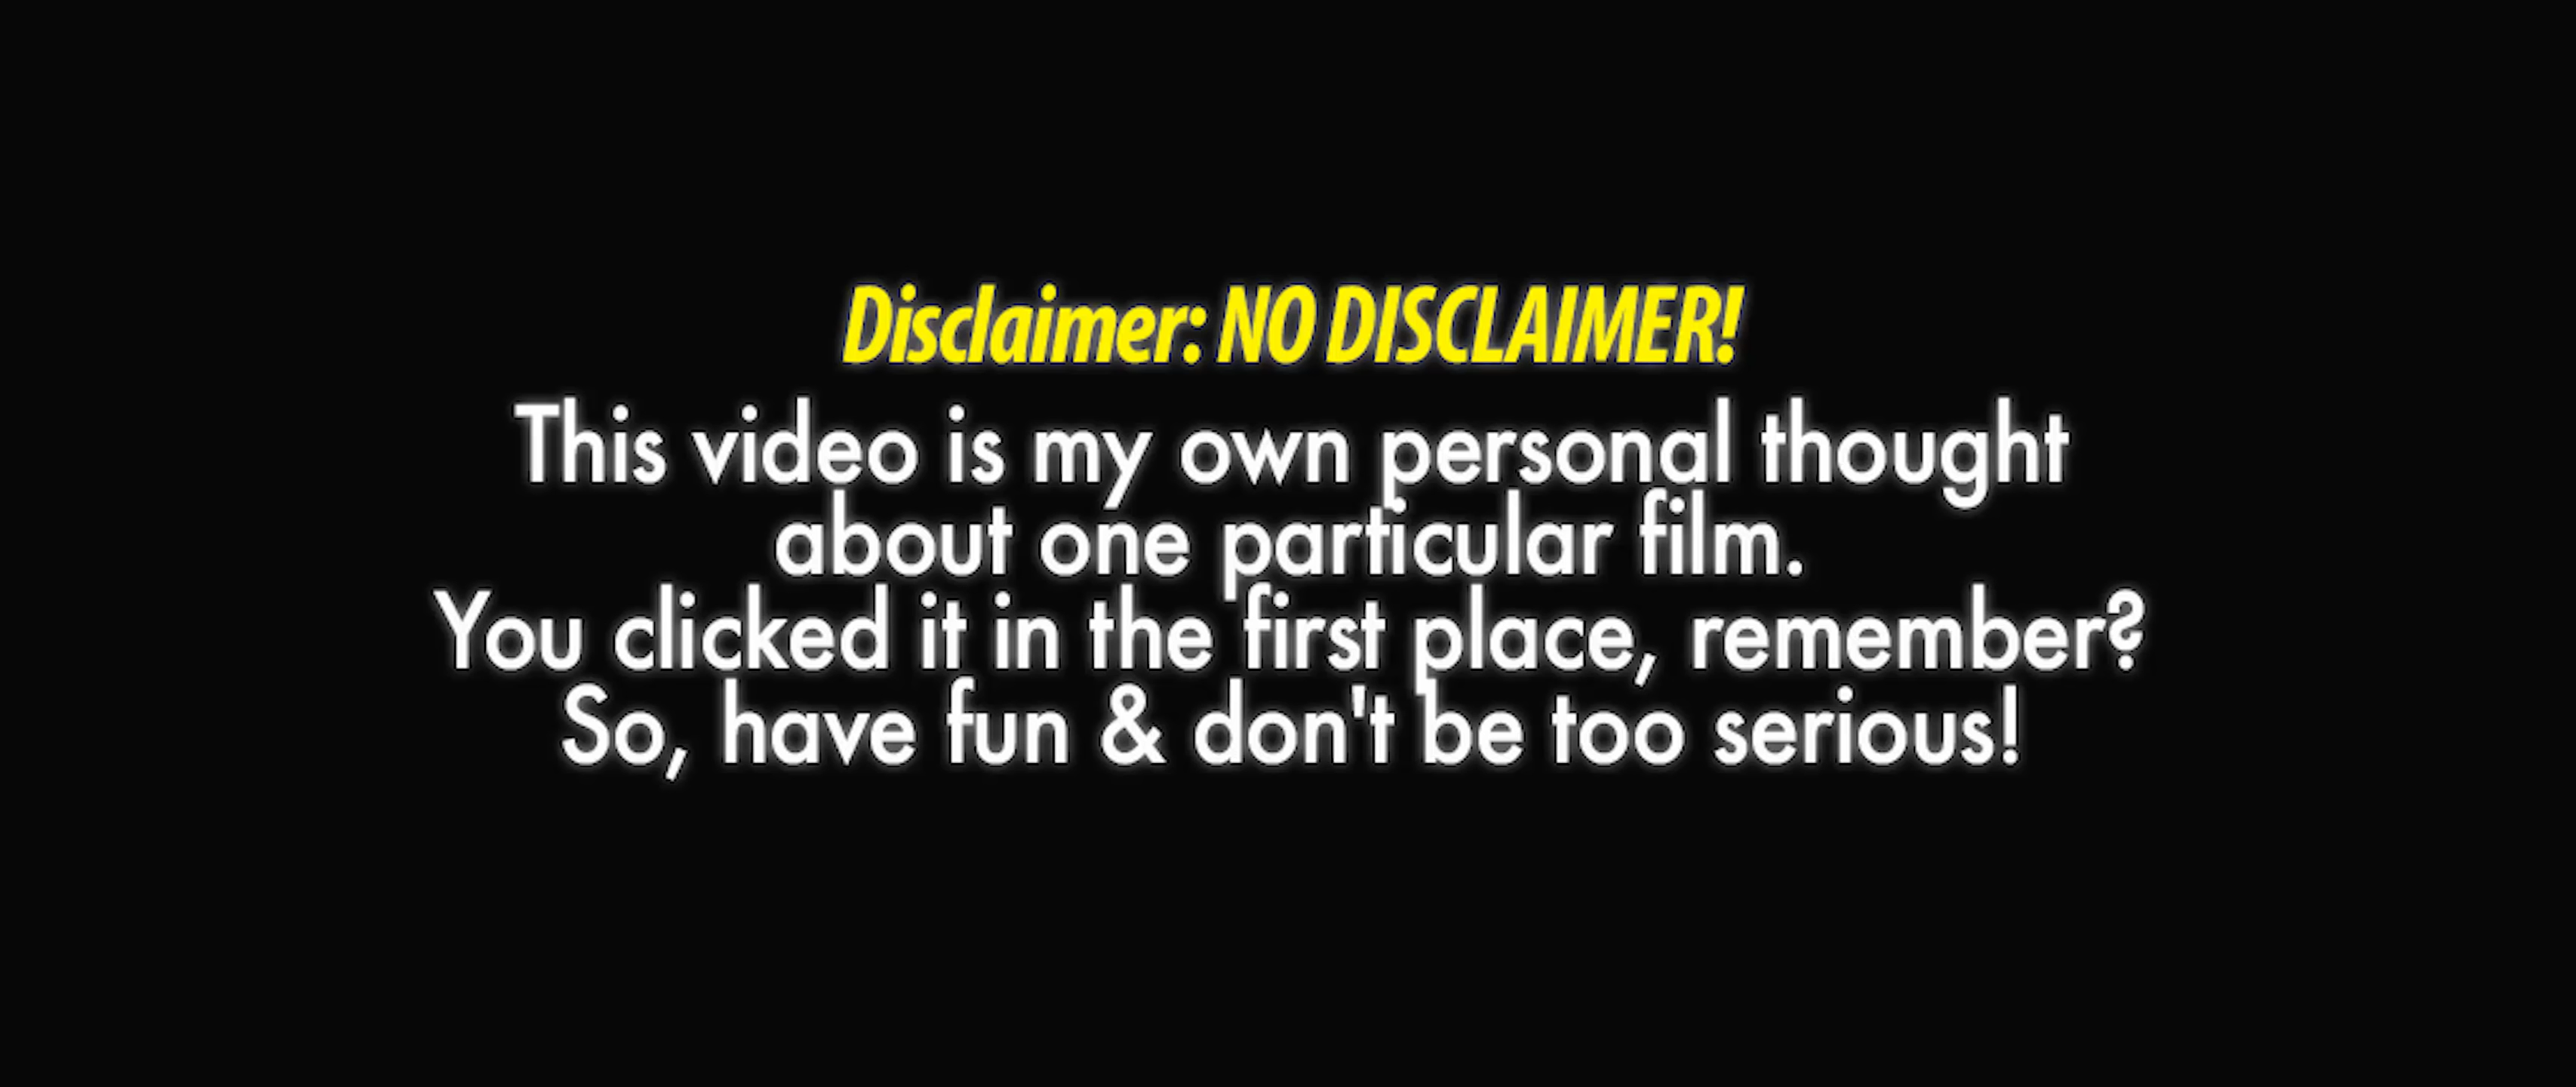 Disclaimer: NO DISCLAIMER!
This video is my own personal thought
about one particular film.
You clicked it in the first place, remember?
So, have fun & don't be too serious!